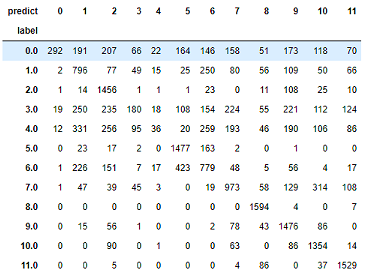 predict 0 1 2 3 4 5 6 7 8 9 10 11
label
0.0 292 191 207 66 22 164 146 158 51 173 118 70
1.0 2 796 77 49 15 25 250 80 56 109 50 66
2.0 1 14 1456 1 1 1 23 0 11 108 25 10
3.0 19 250 235 180 18 108 154 224 55 221 112 124
4.0 12 331 256 95 36 20 259 193 46 190 106 86
5.0 0 23 17 2 0 1477 163 2 0 1 0 0
6.0 1 226 151 7 17 423 779 48 5 56 4 17
7.0 1 47 39 45 3 0 19 973 58 129 314 108
8.0 0 0 0 0 0 0 0 0 1594 4 0 7
9.0 0 15 56 1 0 0 2 78 43 1476 86 0
10.0 0 0 90 0 1 0 0 63 0 86 1354 14
11.0 0 0 5 0 0 0 0 4 86 0 37 1529